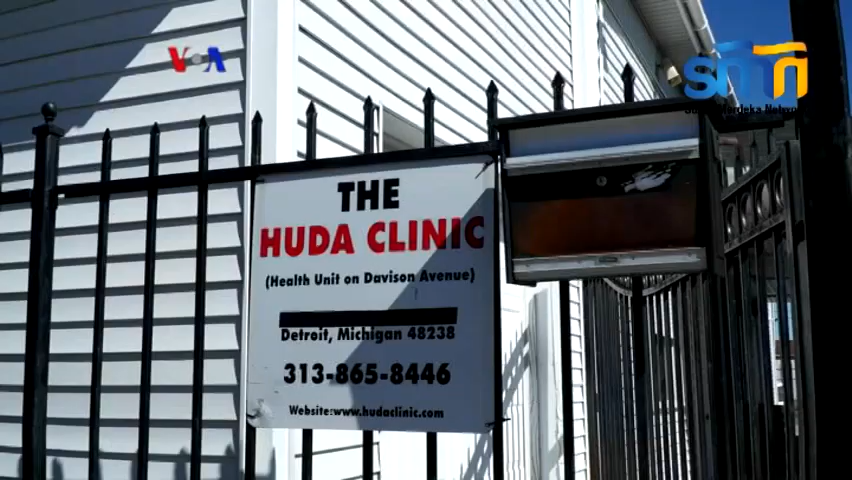 VOA
smn
THE
HUDA CLINIC
(Health Unit on Davison Avenue)
Detroit, Michigan 48238
313-865-8446
Website:www.hudaclinic.com